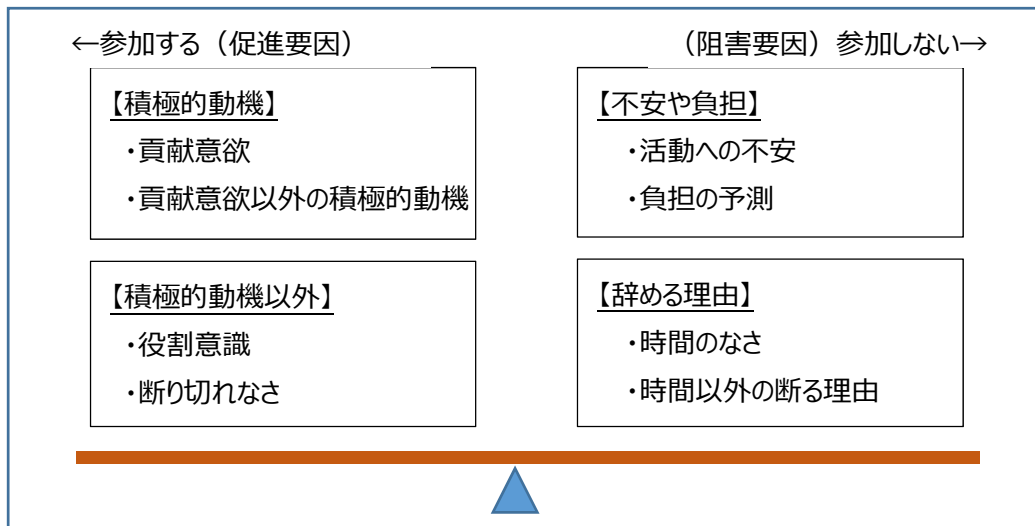 ←参加する（促進要因）
（阻害要因）参加しない→
【積極的動機】
・貢献意欲
・貢献意欲以外の積極的動機
【不安や負担】
・活動への不安
・負担の予測
【積極的動機以外】
・役割意識
・断り切れなさ
【辞める理由】
・時間のなさ
・時間以外の断る理由